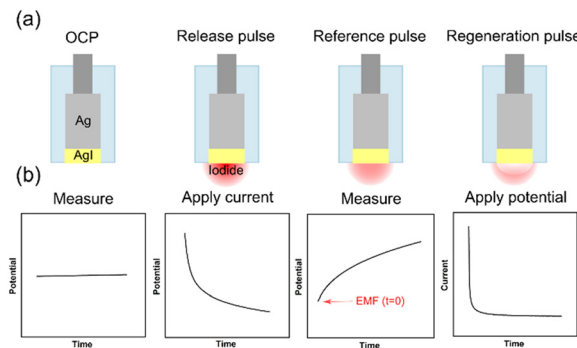 (a)
OCP
Release pulse
Reference pulse
Regeneration pulse
Ag
AgI
Iodide
(b)
Measure
Apply current
Measure
Apply potential
Potential
Time
Potential
Time
Potential
EMF (t=0)
Time
Current
Time